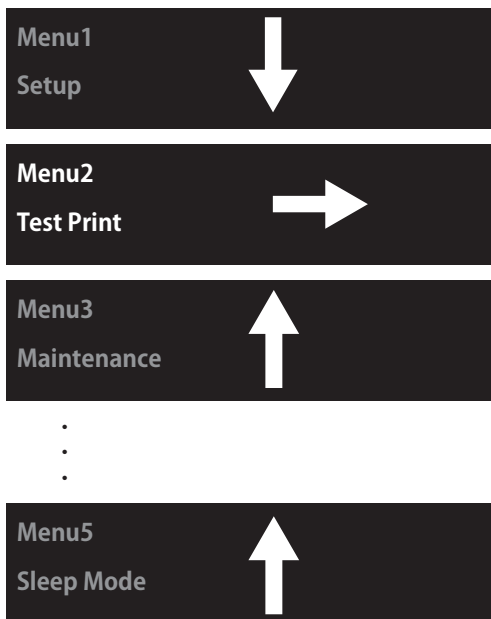 Menu1
Setup
Menu2
Test Print
Menu3
Maintenance
.
.
.
Menu5
Sleep Mode